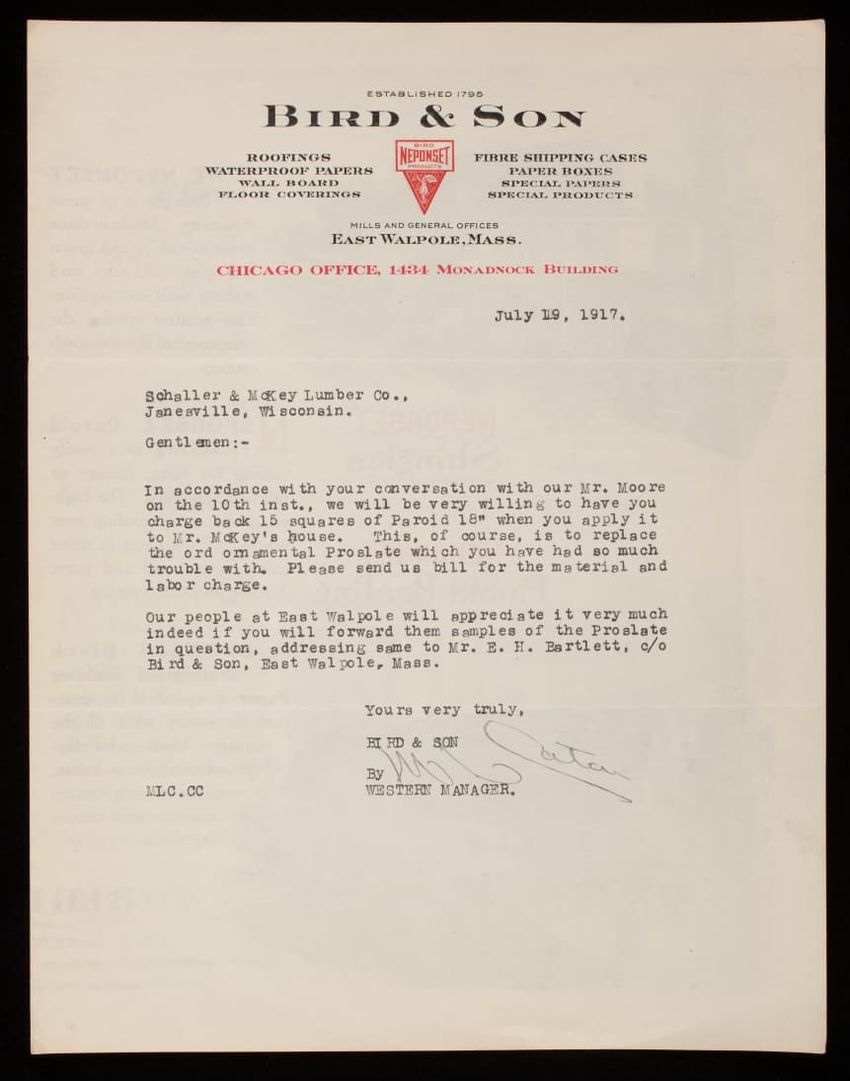 ESTABLISHED 1795
BIRD & SON
ROOFINGS
WATERPROOF PAPERS
WALL BOARD
FLOOR COVERINGS
BIRD
NEPONSET
PRODUCTS
FIBRE SHIPPING CASES
PAPER BOXES
SPECIAL PAPERS
SPECIAL PRODUCTS
MILLS AND GENERAL OFFICES
EAST WALPOLE, MASS.
CHICAGO OFFICE, 1434 MONADNOCK BUILDING
July 19, 1917.
Schaller & McKey Lumber Co.,
Janesville, Wisconsin.
Gentlemen:-
In accordance with your conversation with our Mr. Moore
on the 10th inst., we will be very willing to have you
charge back 15 squares of Paroid 18" when you apply it
to Mr. McKey's house. This, of course, is to replace
the ord ornamental Proslate which you have had so much
trouble with. Please send us bill for the material and
labor charge.
Our people at East Walpole will appreciate it very much
indeed if you will forward them samples of the Proslate
in question, addressing same to Mr. E. H. Bartlett, c/o
Bird & Son, East Walpole, Mass.
Yours very truly,
BIRD & SON
By M L
MLC.CC WESTERN MANAGER.